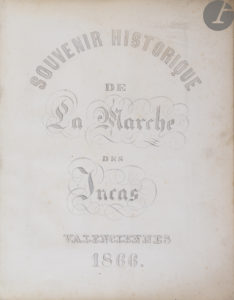 SOUVENIR HISTORIQUE
DE
La Marche
DES
Incas
VALENCIENNES
1866.